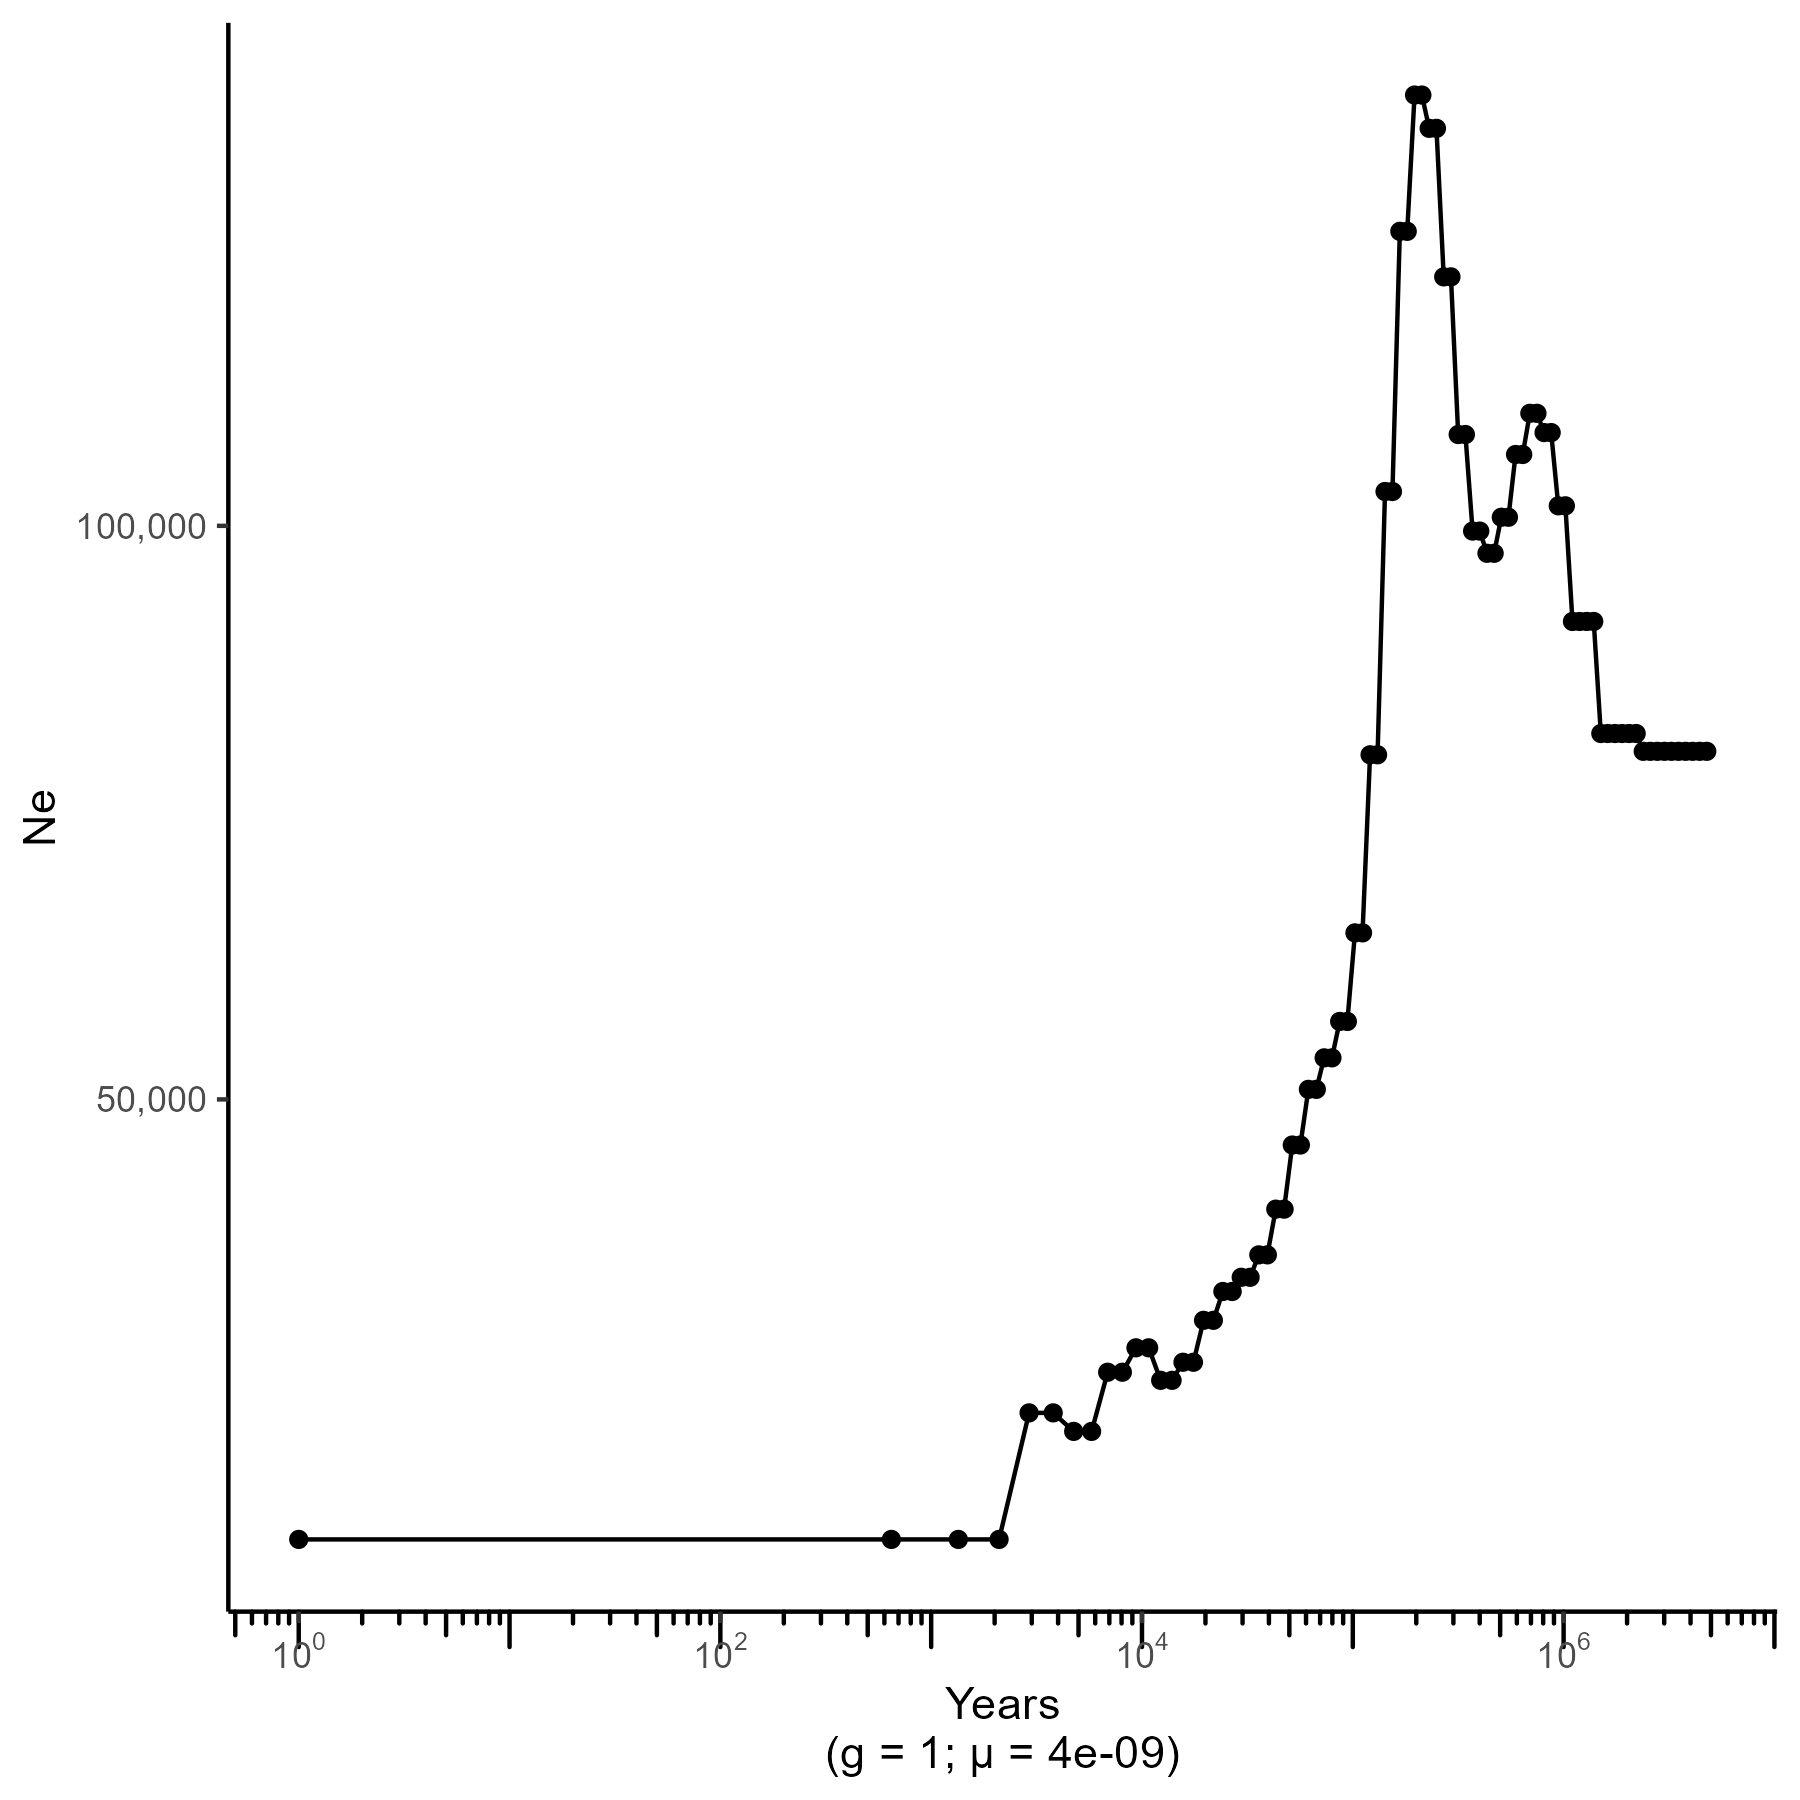 100,000
50,000
Ne
10⁰
10²
10⁴
10⁶
Years
(g = 1; μ = 4e-09)